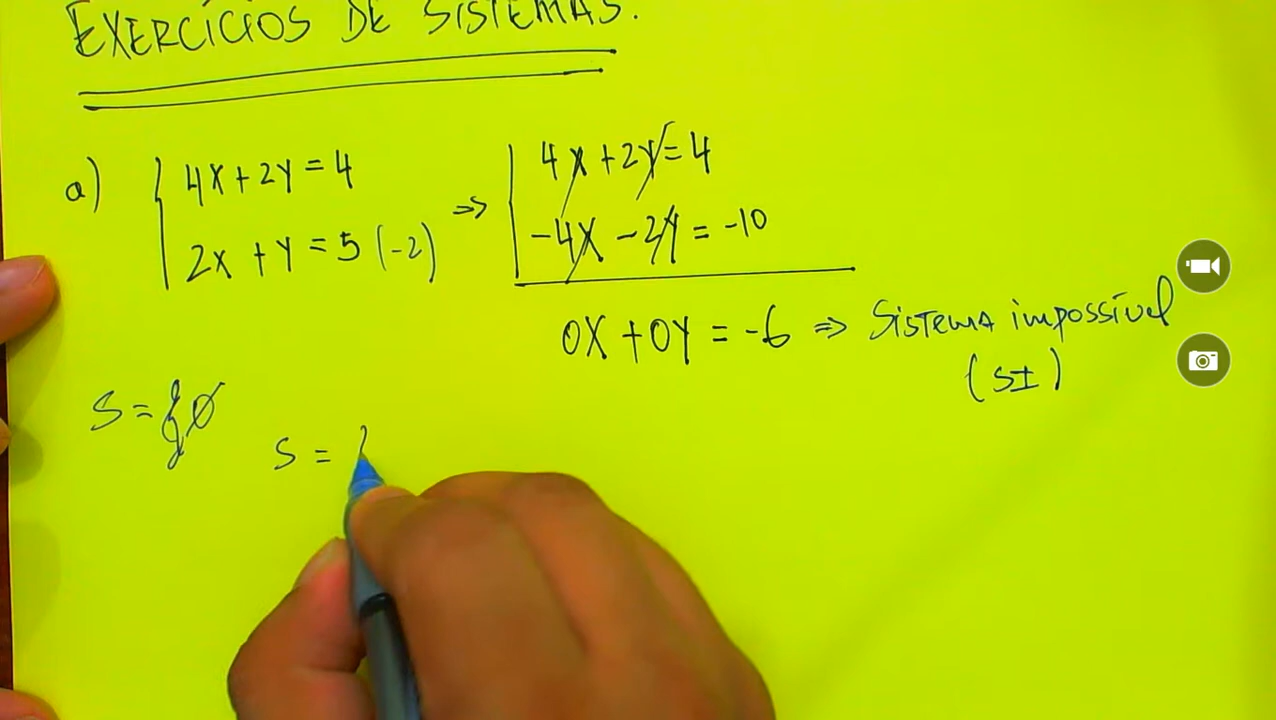 EXERCÍCIOS DE SISTEMAS.
a) 4X+2Y=4 => 4X+2Y=4
2X+Y=5 (-2) -4X-2Y=-10
0X+0Y=-6 => SISTEMA impossível
(SI)
S={∅
S = {